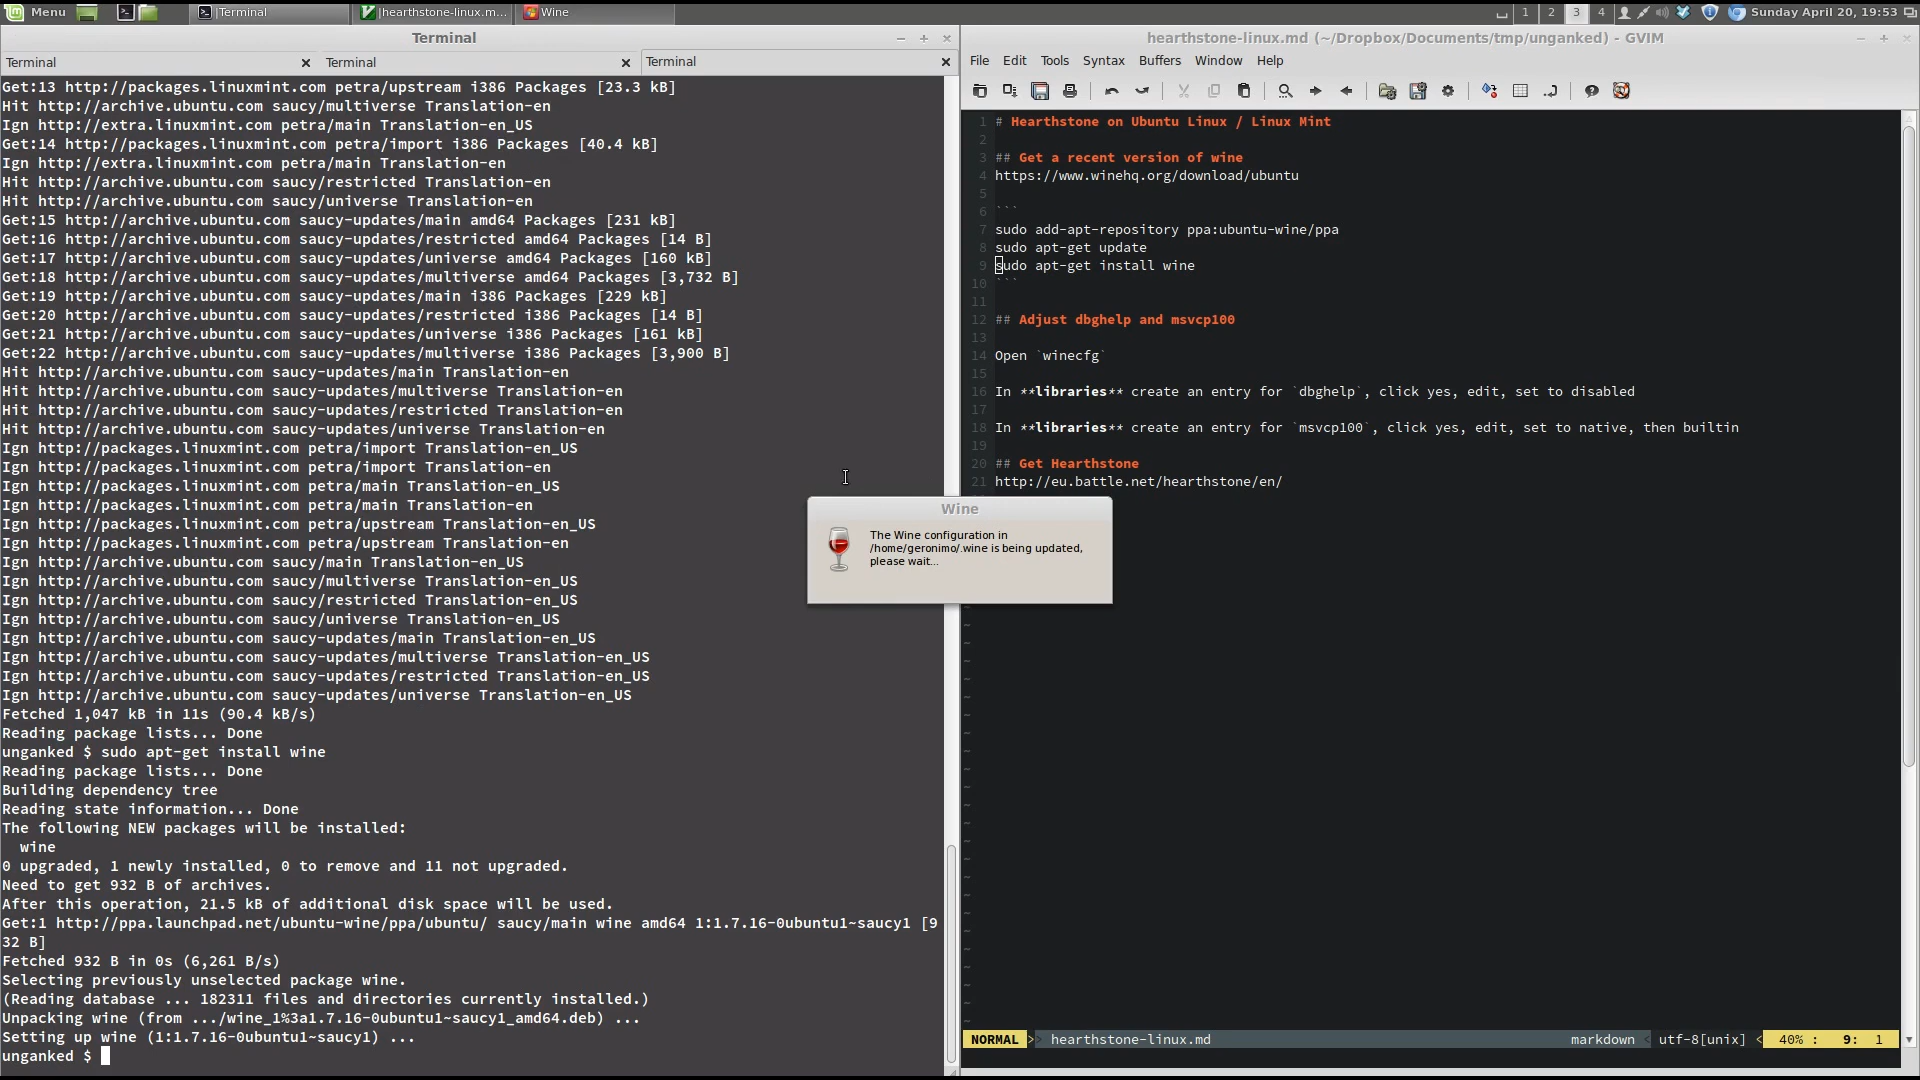 Menu
Terminal
hearthstone-linux.m...
Wine
1 2 3 4
Sunday April 20, 19:53
Terminal
Terminal
Terminal
Terminal
Get:13 http://packages.linuxmint.com petra/upstream i386 Packages [23.3 kB]
Hit http://archive.ubuntu.com saucy/multiverse Translation-en
Ign http://extra.linuxmint.com petra/main Translation-en_US
Get:14 http://packages.linuxmint.com petra/import i386 Packages [40.4 kB]
Ign http://extra.linuxmint.com petra/main Translation-en
Hit http://archive.ubuntu.com saucy/restricted Translation-en
Hit http://archive.ubuntu.com saucy/universe Translation-en
Get:15 http://archive.ubuntu.com saucy-updates/main amd64 Packages [231 kB]
Get:16 http://archive.ubuntu.com saucy-updates/restricted amd64 Packages [14 B]
Get:17 http://archive.ubuntu.com saucy-updates/universe amd64 Packages [160 kB]
Get:18 http://archive.ubuntu.com saucy-updates/multiverse amd64 Packages [3,732 B]
Get:19 http://archive.ubuntu.com saucy-updates/main i386 Packages [229 kB]
Get:20 http://archive.ubuntu.com saucy-updates/restricted i386 Packages [14 B]
Get:21 http://archive.ubuntu.com saucy-updates/universe i386 Packages [161 kB]
Get:22 http://archive.ubuntu.com saucy-updates/multiverse i386 Packages [3,900 B]
Hit http://archive.ubuntu.com saucy-updates/main Translation-en
Hit http://archive.ubuntu.com saucy-updates/multiverse Translation-en
Hit http://archive.ubuntu.com saucy-updates/restricted Translation-en
Hit http://archive.ubuntu.com saucy-updates/universe Translation-en
Ign http://packages.linuxmint.com petra/import Translation-en_US
Ign http://packages.linuxmint.com petra/import Translation-en
Ign http://packages.linuxmint.com petra/main Translation-en_US
Ign http://packages.linuxmint.com petra/main Translation-en
Ign http://packages.linuxmint.com petra/upstream Translation-en_US
Ign http://packages.linuxmint.com petra/upstream Translation-en
Ign http://archive.ubuntu.com saucy/main Translation-en_US
Ign http://archive.ubuntu.com saucy/multiverse Translation-en_US
Ign http://archive.ubuntu.com saucy/restricted Translation-en_US
Ign http://archive.ubuntu.com saucy/universe Translation-en_US
Ign http://archive.ubuntu.com saucy-updates/main Translation-en_US
Ign http://archive.ubuntu.com saucy-updates/multiverse Translation-en_US
Ign http://archive.ubuntu.com saucy-updates/restricted Translation-en_US
Ign http://archive.ubuntu.com saucy-updates/universe Translation-en_US
Fetched 1,047 kB in 11s (90.4 kB/s)
Reading package lists... Done
unganked $ sudo apt-get install wine
Reading package lists... Done
Building dependency tree
Reading state information... Done
The following NEW packages will be installed:
  wine
0 upgraded, 1 newly installed, 0 to remove and 11 not upgraded.
Need to get 932 B of archives.
After this operation, 21.5 kB of additional disk space will be used.
Get:1 http://ppa.launchpad.net/ubuntu-wine/ppa/ubuntu/ saucy/main wine amd64 1:1.7.16-0ubuntu1~saucy1 [9
32 B]
Fetched 932 B in 0s (6,261 B/s)
Selecting previously unselected package wine.
(Reading database ... 182311 files and directories currently installed.)
Unpacking wine (from .../wine_1%3a1.7.16-0ubuntu1~saucy1_amd64.deb) ...
Setting up wine (1:1.7.16-0ubuntu1~saucy1) ...
unganked $
hearthstone-linux.md (~/Dropbox/Documents/tmp/unganked) - GVIM
File Edit Tools Syntax Buffers Window Help
1 # Hearthstone on Ubuntu Linux / Linux Mint
2
3 ## Get a recent version of wine
4 https://www.winehq.org/download/ubuntu
5
6 ```
7 sudo add-apt-repository ppa:ubuntu-wine/ppa
8 sudo apt-get update
9 sudo apt-get install wine
10 ```
11
12 ## Adjust dbghelp and msvcp100
13
14 Open `winecfg`
15
16 In **libraries** create an entry for `dbghelp`, click yes, edit, set to disabled
17
18 In **libraries** create an entry for `msvcp100`, click yes, edit, set to native, then builtin
19
20 ## Get Hearthstone
21 http://eu.battle.net/hearthstone/en/
Wine
The Wine configuration in
/home/geronimo/.wine is being updated,
please wait...
NORMAL >> hearthstone-linux.md markdown < utf-8[unix] < 40% : 9: 1